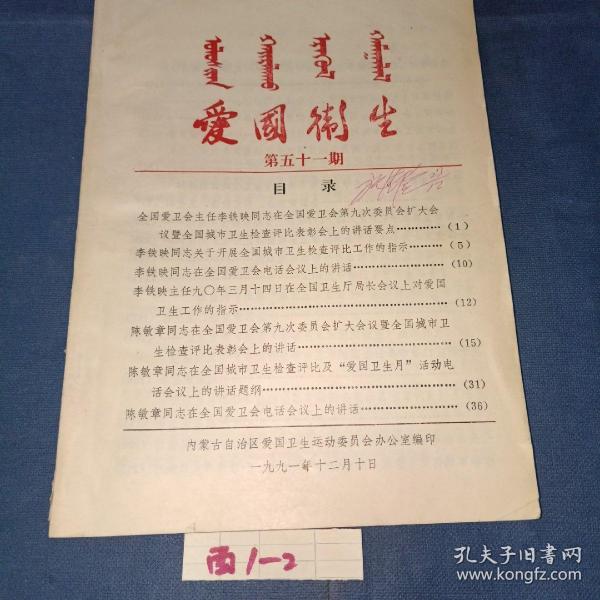 愛國衛生
第五十一期
目 录
全国爱卫会主任李铁映同志在全国爱卫会第九次委员会扩大会
议暨全国城市卫生检查评比表彰会上的讲话要点…………(1)
李铁映同志关于开展全国城市卫生检查评比工作的指示………(5)
李铁映同志在全国爱卫会电话会议上的讲话………………(10)
李铁映主任九〇年三月十四日在全国卫生厅局长会议上对爱国
卫生工作的指示……………………………………(12)
陈敏章同志在全国爱卫会第九次委员会扩大会议暨全国城市卫
生检查评比表彰会上的讲话……………………………(15)
陈敏章同志在全国城市卫生检查评比及“爱国卫生月”活动电
话会议上的讲话题纲……………………………………(31)
陈敏章同志在全国爱卫会电话会议上的讲话………………(36)
内蒙古自治区爱国卫生运动委员会办公室编印
一九九一年十二月十日
西1-2
孔夫子旧书网
www.kongfz.com